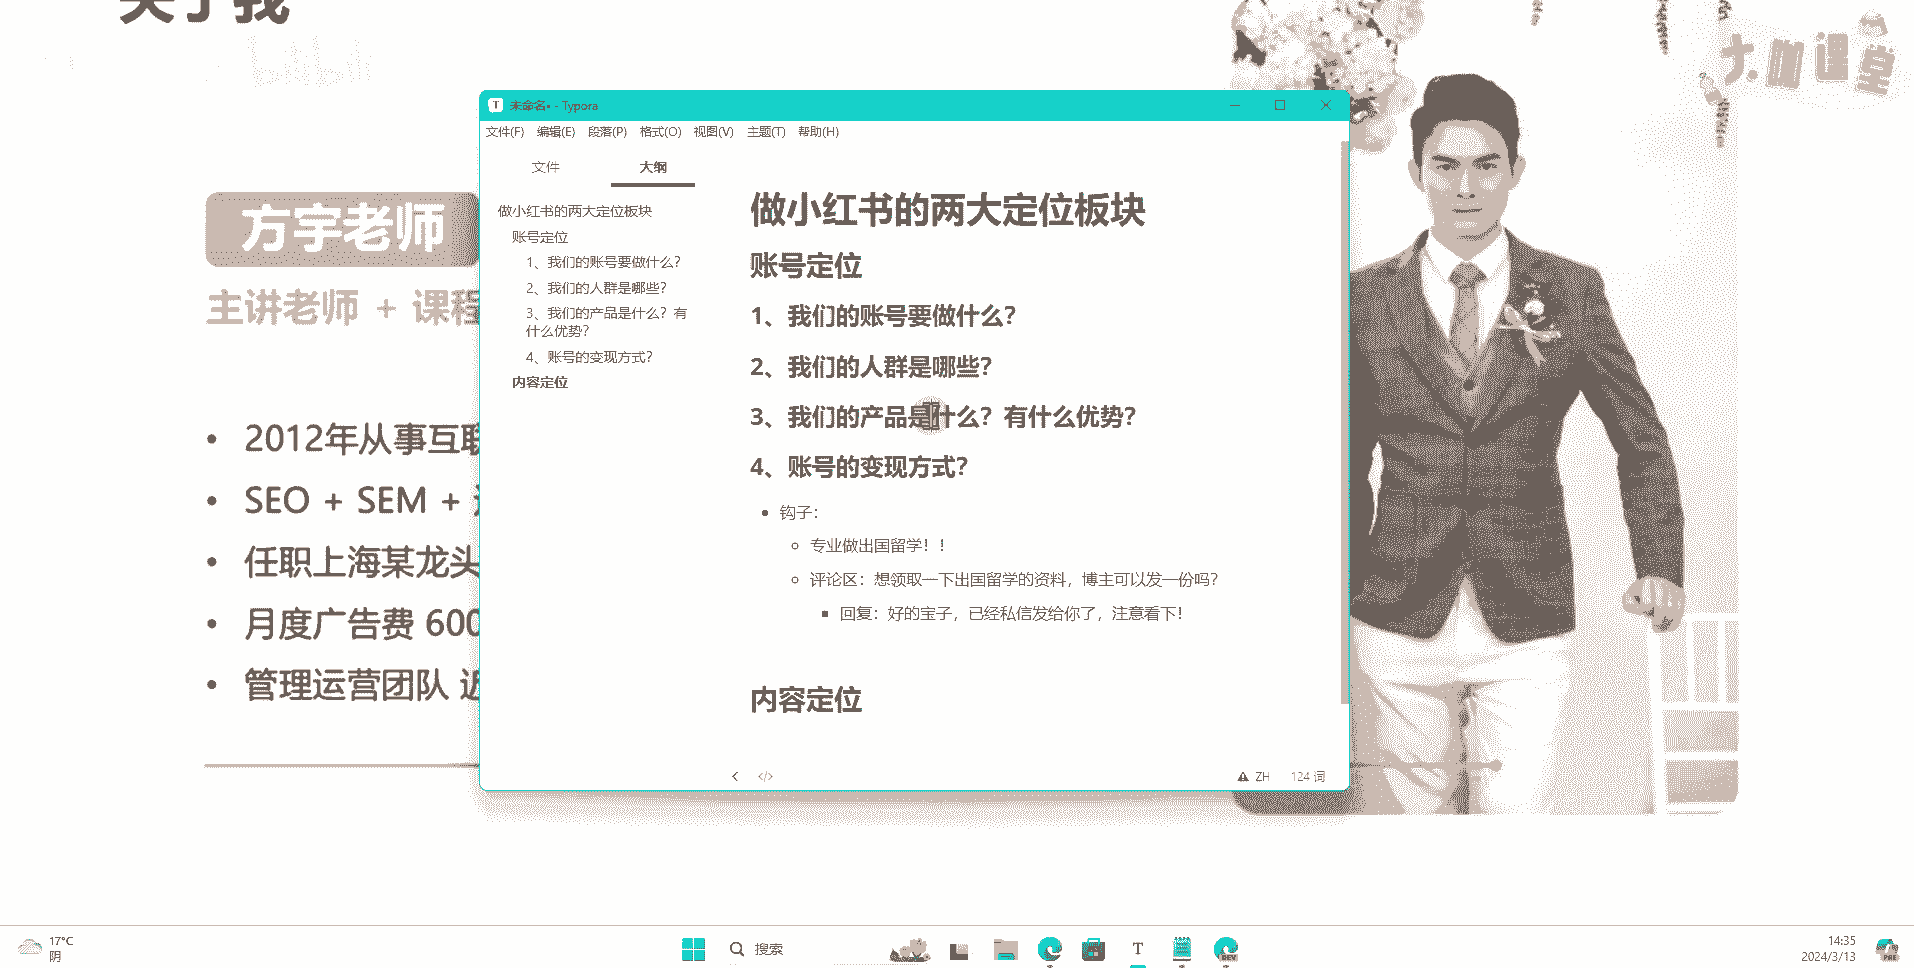 关于我
bilibili
大咖课堂
方宇老师
主讲老师 + 课程
2012年从事互联
SEO + SEM +
任职上海某龙头
月度广告费 600
管理运营团队 近
未命名• - Typora
文件(F) 编辑(E) 段落(P) 格式(O) 视图(V) 主题(T) 帮助(H)
文件 大纲
做小红书的两大定位板块
账号定位
1、我们的账号要做什么？
2、我们的人群是哪些？
3、我们的产品是什么？有
什么优势？
4、账号的变现方式？
内容定位
做小红书的两大定位板块
账号定位
1、我们的账号要做什么？
2、我们的人群是哪些？
3、我们的产品是什么？有什么优势？
4、账号的变现方式？
钩子：
专业做出国留学！！
评论区：想领取一下出国留学的资料，博主可以发一份吗？
回复：好的宝子，已经私信发给你了，注意看下！
内容定位
ZH 124 词
17°C
阴
搜索
T
DEV
14:35
2024/3/13
PRE